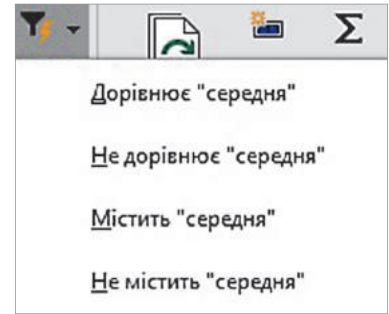 Дорівнює "середня"
Не дорівнює "середня"
Містить "середня"
Не містить "середня"